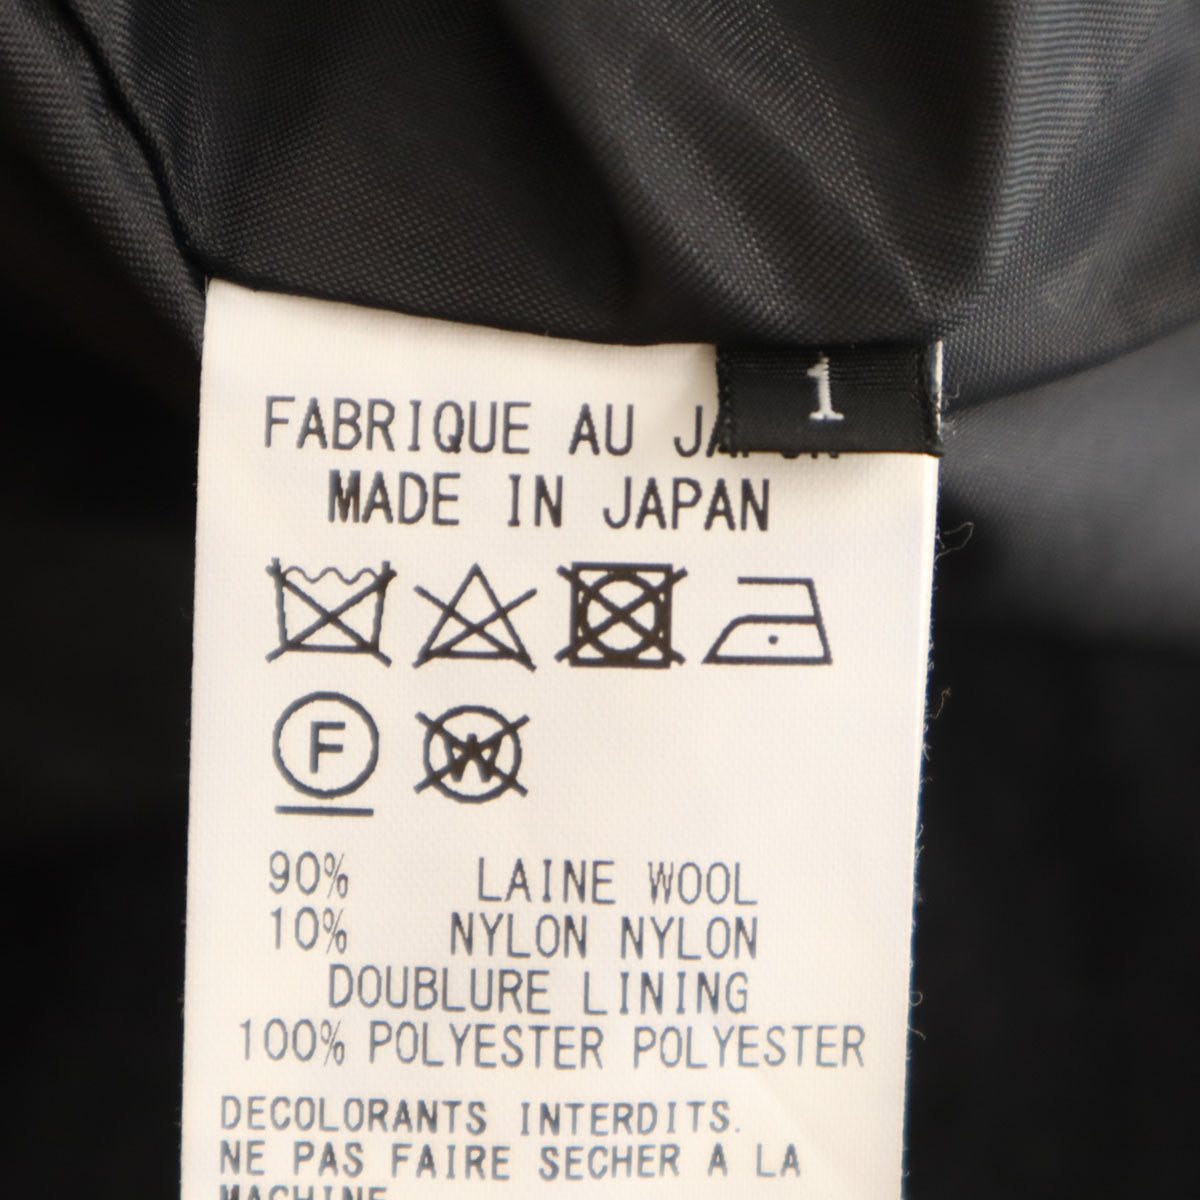 1
FABRIQUE AU
MADE IN JAPAN
F W
90% LAINE WOOL
10% NYLON NYLON
DOUBLURE LINING
100% POLYESTER POLYESTER
DECOLORANTS INTERDITS.
NE PAS FAIRE SECHER A LA
MACHINE